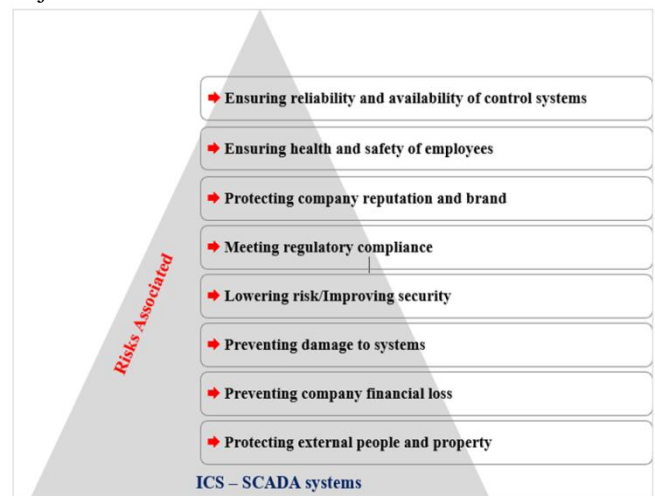 Ensuring reliability and availability of control systems
Ensuring health and safety of employees
Protecting company reputation and brand
Meeting regulatory compliance
Lowering risk/Improving security
Preventing damage to systems
Preventing company financial loss
Protecting external people and property
Risks Associated
ICS – SCADA systems